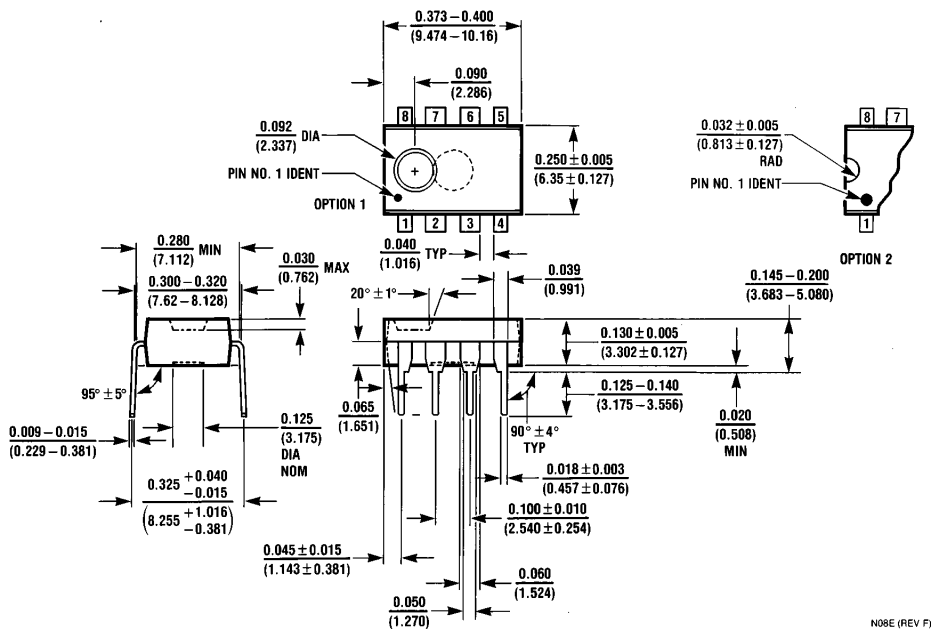 0.373 – 0.400
(9.474 – 10.16)
0.090
(2.286)
8 7 6 5
0.092 DIA
(2.337)
PIN NO. 1 IDENT
OPTION 1
0.250 ± 0.005
(6.35 ± 0.127)
1 2 3 4
0.032 ± 0.005
(0.813 ± 0.127)
RAD
PIN NO. 1 IDENT
8 7
1
OPTION 2
0.280 MIN
(7.112)
0.030 MAX
(0.762)
0.300 – 0.320
(7.62 – 8.128)
0.040 TYP
(1.016)
0.039
(0.991)
0.145 – 0.200
(3.683 – 5.080)
20° ± 1°
0.130 ± 0.005
(3.302 ± 0.127)
95° ± 5°
0.065
(1.651)
0.125 – 0.140
(3.175 – 3.556)
0.020
(0.508)
MIN
90° ± 4°
TYP
0.009 – 0.015
(0.229 – 0.381)
0.125
(3.175)
DIA
NOM
0.018 ± 0.003
(0.457 ± 0.076)
0.325 +0.040
−0.015
(8.255 +1.016
−0.381)
0.100 ± 0.010
(2.540 ± 0.254)
0.045 ± 0.015
(1.143 ± 0.381)
0.060
(1.524)
0.050
(1.270)
N08E (REV F)